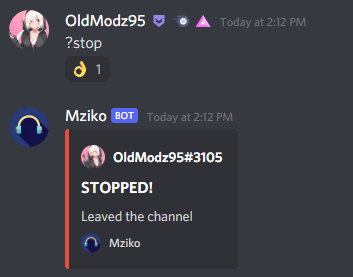 OldModz95 Today at 2:12 PM
?stop
👌 1
Mziko BOT Today at 2:12 PM
OldModz95#3105
STOPPED!
Leaved the channel
Mziko